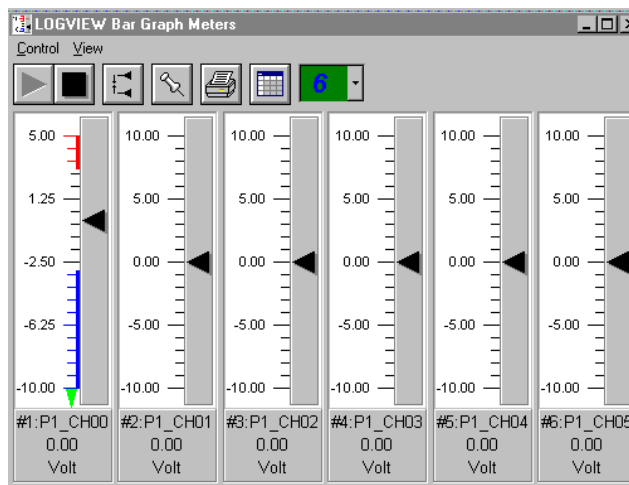 LOGVIEW Bar Graph Meters
Control View
6
5.00 10.00 10.00 10.00 10.00 10.00
1.25 5.00 5.00 5.00 5.00 5.00
-2.50 0.00 0.00 0.00 0.00 0.00
-6.25 -5.00 -5.00 -5.00 -5.00 -5.00
-10.00 -10.00 -10.00 -10.00 -10.00 -10.00
#1:P1_CH00 #2:P1_CH01 #3:P1_CH02 #4:P1_CH03 #5:P1_CH04 #6:P1_CH05
0.00 0.00 0.00 0.00 0.00 0.00
Volt Volt Volt Volt Volt Volt